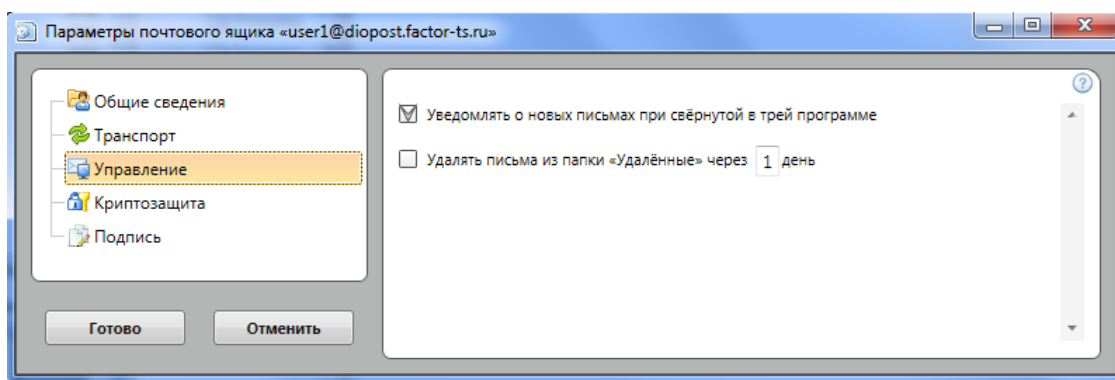 Параметры почтового ящика «user1@diopost.factor-ts.ru»
Общие сведения
Транспорт
Управление
Криптозащита
Подпись
Готово
Отменить
Уведомлять о новых письмах при свёрнутой в трей программе
Удалять письма из папки «Удалённые» через 1 день